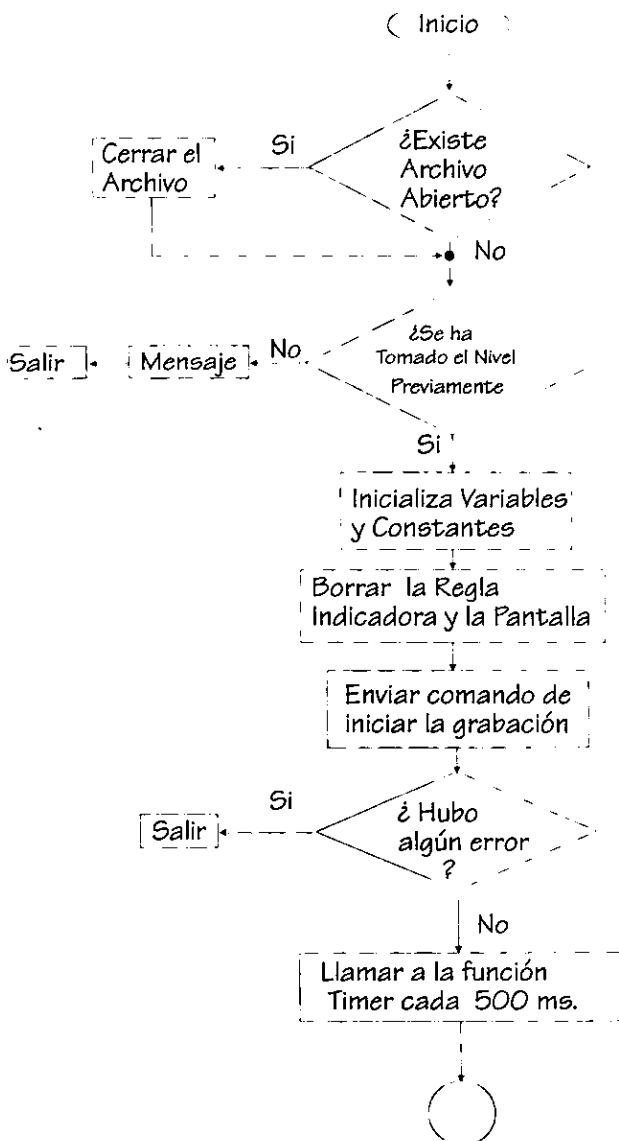 Inicio
Si
¿Existe
Archivo
Abierto?
Cerrar el
Archivo
No
¿Se ha
Tomado el Nivel
Previamente
No
Mensaje
Salir
Si
Inicializa Variables
y Constantes
Borrar la Regla
Indicadora y la Pantalla
Enviar comando de
iniciar la grabación
Si
¿ Hubo
algún error
?
Salir
No
Llamar a la función
Timer cada 500 ms.